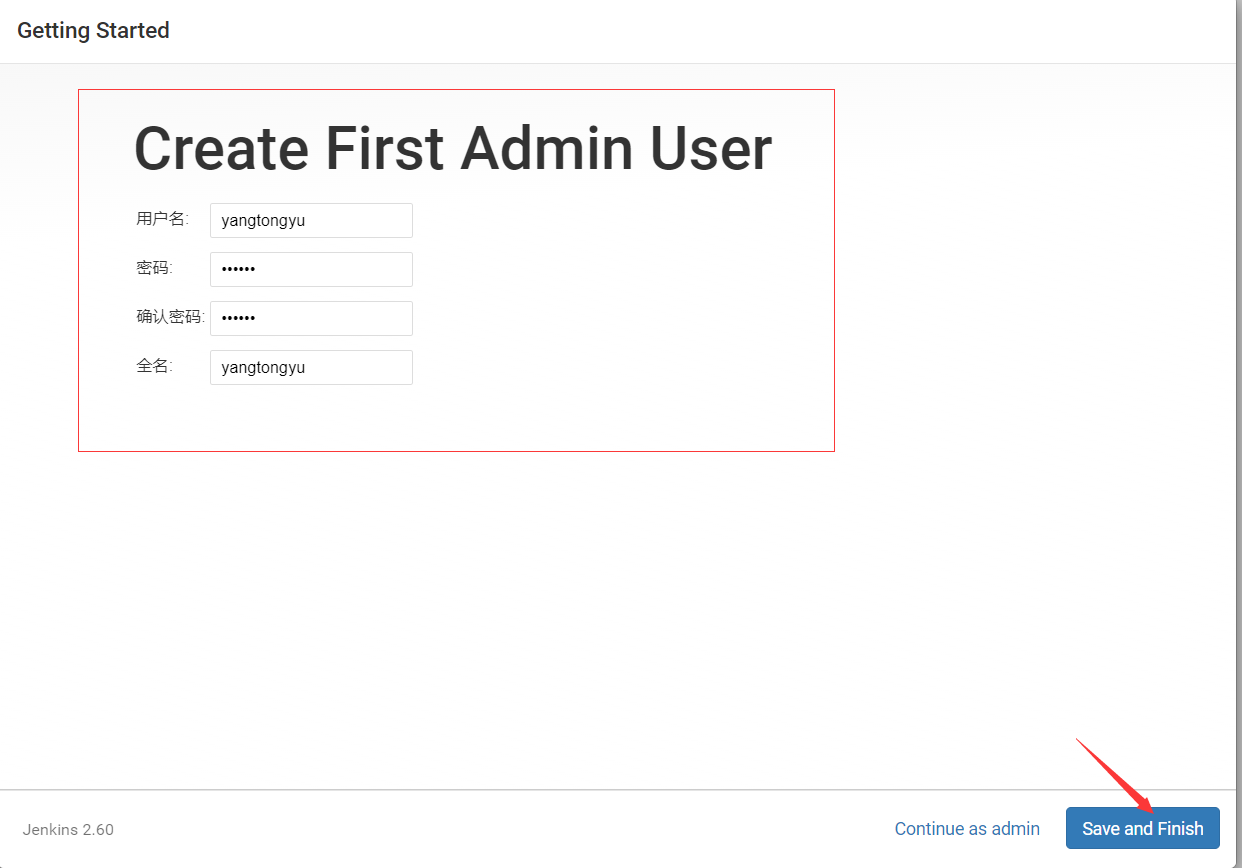 Getting Started
Create First Admin User
用户名: yangtongyu
密码: ••••••
确认密码: ••••••
全名: yangtongyu
Jenkins 2.60 Continue as admin Save and Finish